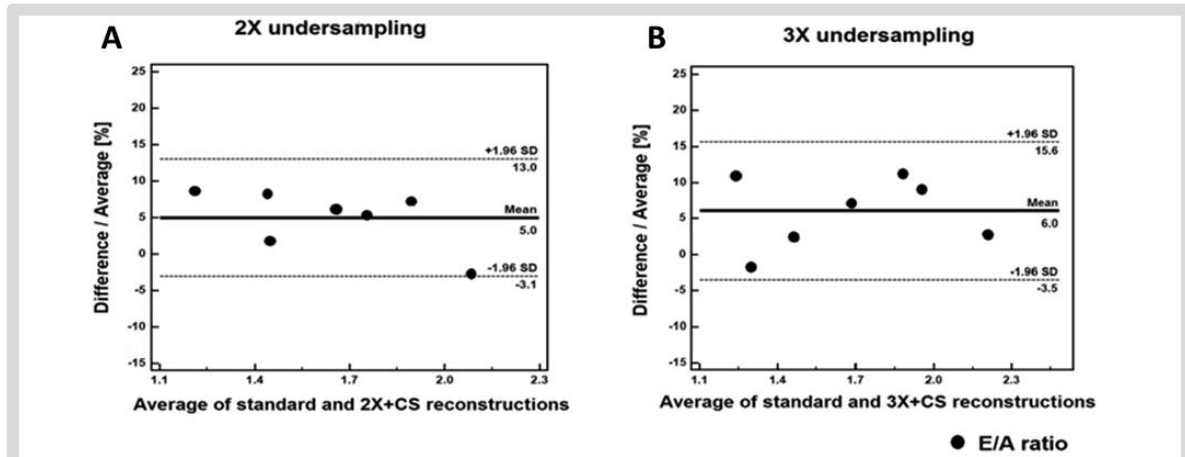 A
2X undersampling
Difference / Average [%]
25
20
15
10
5
0
-5
-10
-15
+1.96 SD
13.0
Mean
5.0
-1.96 SD
-3.1
1.1 1.4 1.7 2.0 2.3
Average of standard and 2X+CS reconstructions
B
3X undersampling
Difference / Average [%]
25
20
15
10
5
0
-5
-10
-15
+1.96 SD
15.6
Mean
6.0
-1.96 SD
-3.5
1.1 1.4 1.7 2.0 2.3
Average of standard and 3X+CS reconstructions
E/A ratio